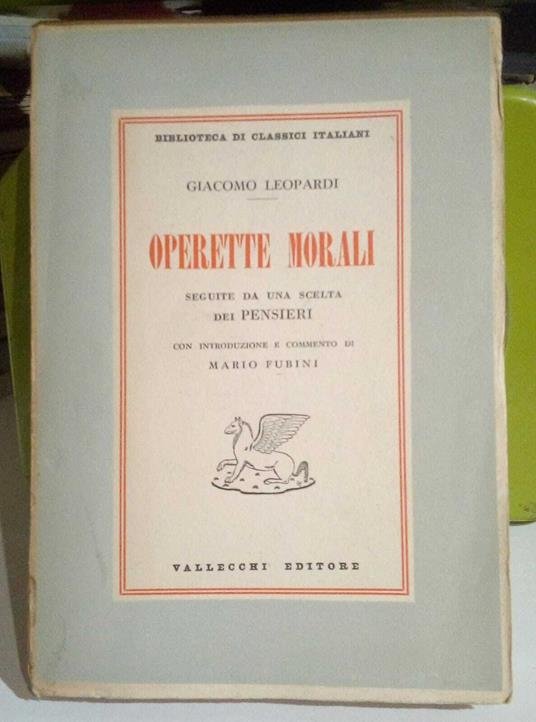 BIBLIOTECA DI CLASSICI ITALIANI
GIACOMO LEOPARDI
OPERETTE MORALI
SEGUITE DA UNA SCELTA
DEI PENSIERI
CON INTRODUZIONE E COMMENTO DI
MARIO FUBINI
VALLECCHI EDITORE